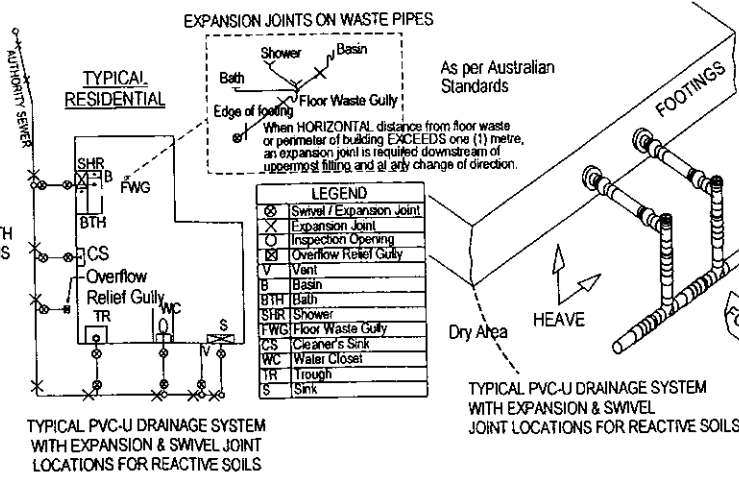 EXPANSION JOINTS ON WASTE PIPES
Shower
Basin
Bath
Edge of footing
Floor Waste Gully
When HORIZONTAL distance from floor waste
or perimeter of building EXCEEDS one (1) metre,
an expansion joint is required downstream of
uppermost fitting and at any change of direction.
AUTHORITY SEWER
TYPICAL
RESIDENTIAL
SHR
B
FWG
BTH
CS
Overflow
Relief Gully
TR
WC
S
V
TYPICAL PVC-U DRAINAGE SYSTEM
WITH EXPANSION & SWIVEL JOINT
LOCATIONS FOR REACTIVE SOILS
LEGEND
Swivel / Expansion Joint
Expansion Joint
Inspection Opening
Overflow Relief Gully
V Vent
B Basin
BTH Bath
SHR Shower
FWG Floor Waste Gully
CS Cleaner's Sink
WC Water Closet
TR Trough
S Sink
As per Australian
Standards
FOOTINGS
HEAVE
Dry Area
TYPICAL PVC-U DRAINAGE SYSTEM
WITH EXPANSION & SWIVEL
JOINT LOCATIONS FOR REACTIVE SOILS